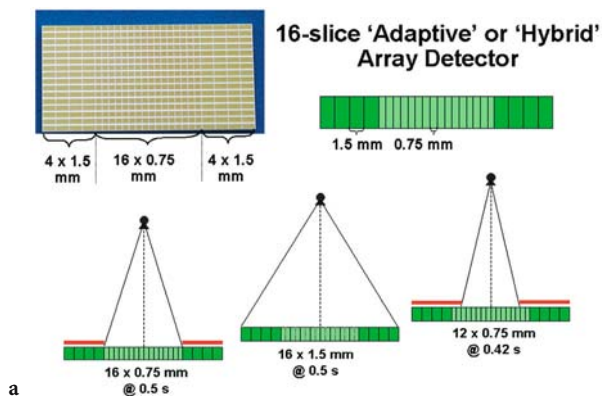 16-slice ‘Adaptive’ or ‘Hybrid’
Array Detector
4 x 1.5
mm
16 x 0.75
mm
4 x 1.5
mm
1.5 mm
0.75 mm
16 x 0.75 mm
@ 0.5 s
16 x 1.5 mm
@ 0.5 s
12 x 0.75 mm
@ 0.42 s
a